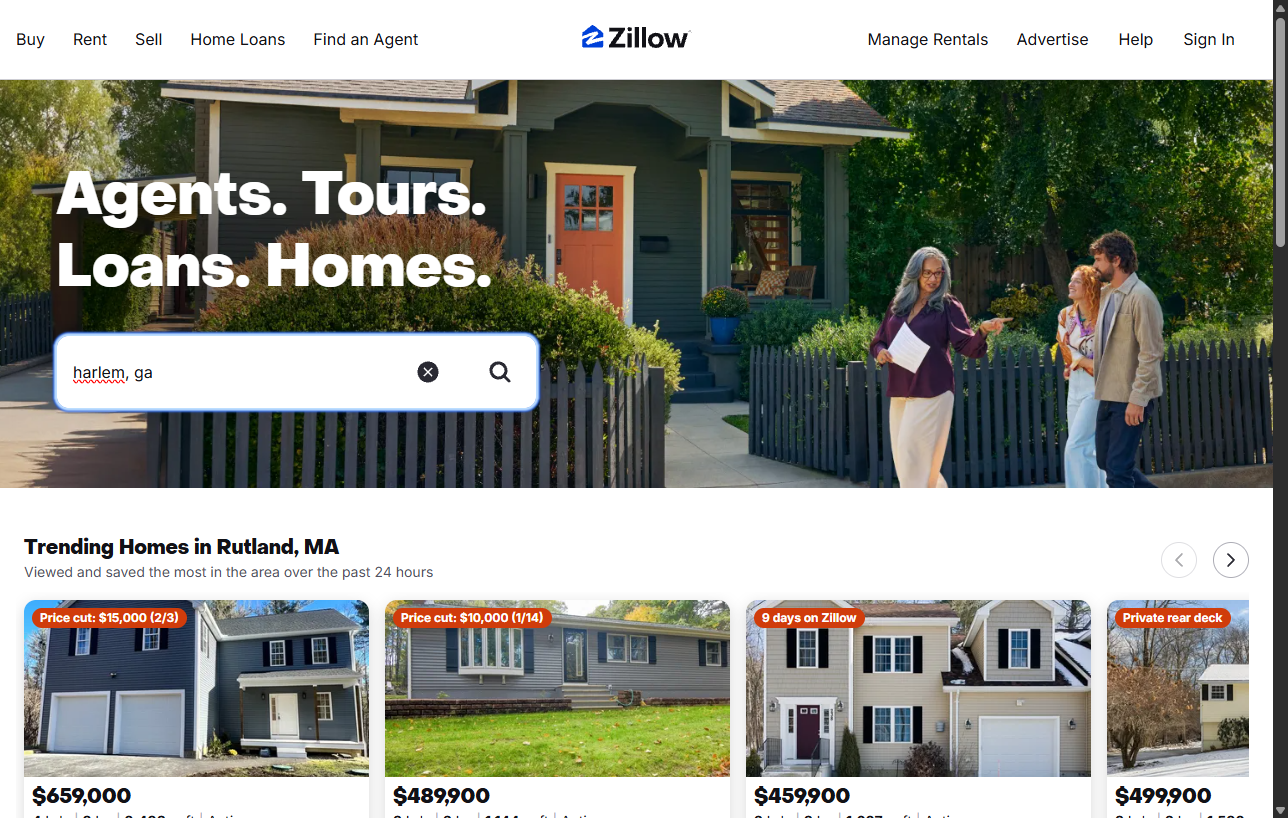 Buy Rent Sell Home Loans Find an Agent Zillow Manage Rentals Advertise Help Sign In
Agents. Tours.
Loans. Homes.
harlem, ga
Trending Homes in Rutland, MA
Viewed and saved the most in the area over the past 24 hours
Price cut: $15,000 (2/3) Price cut: $10,000 (1/14) 9 days on Zillow Private rear deck
$659,000 $489,900 $459,900 $499,900